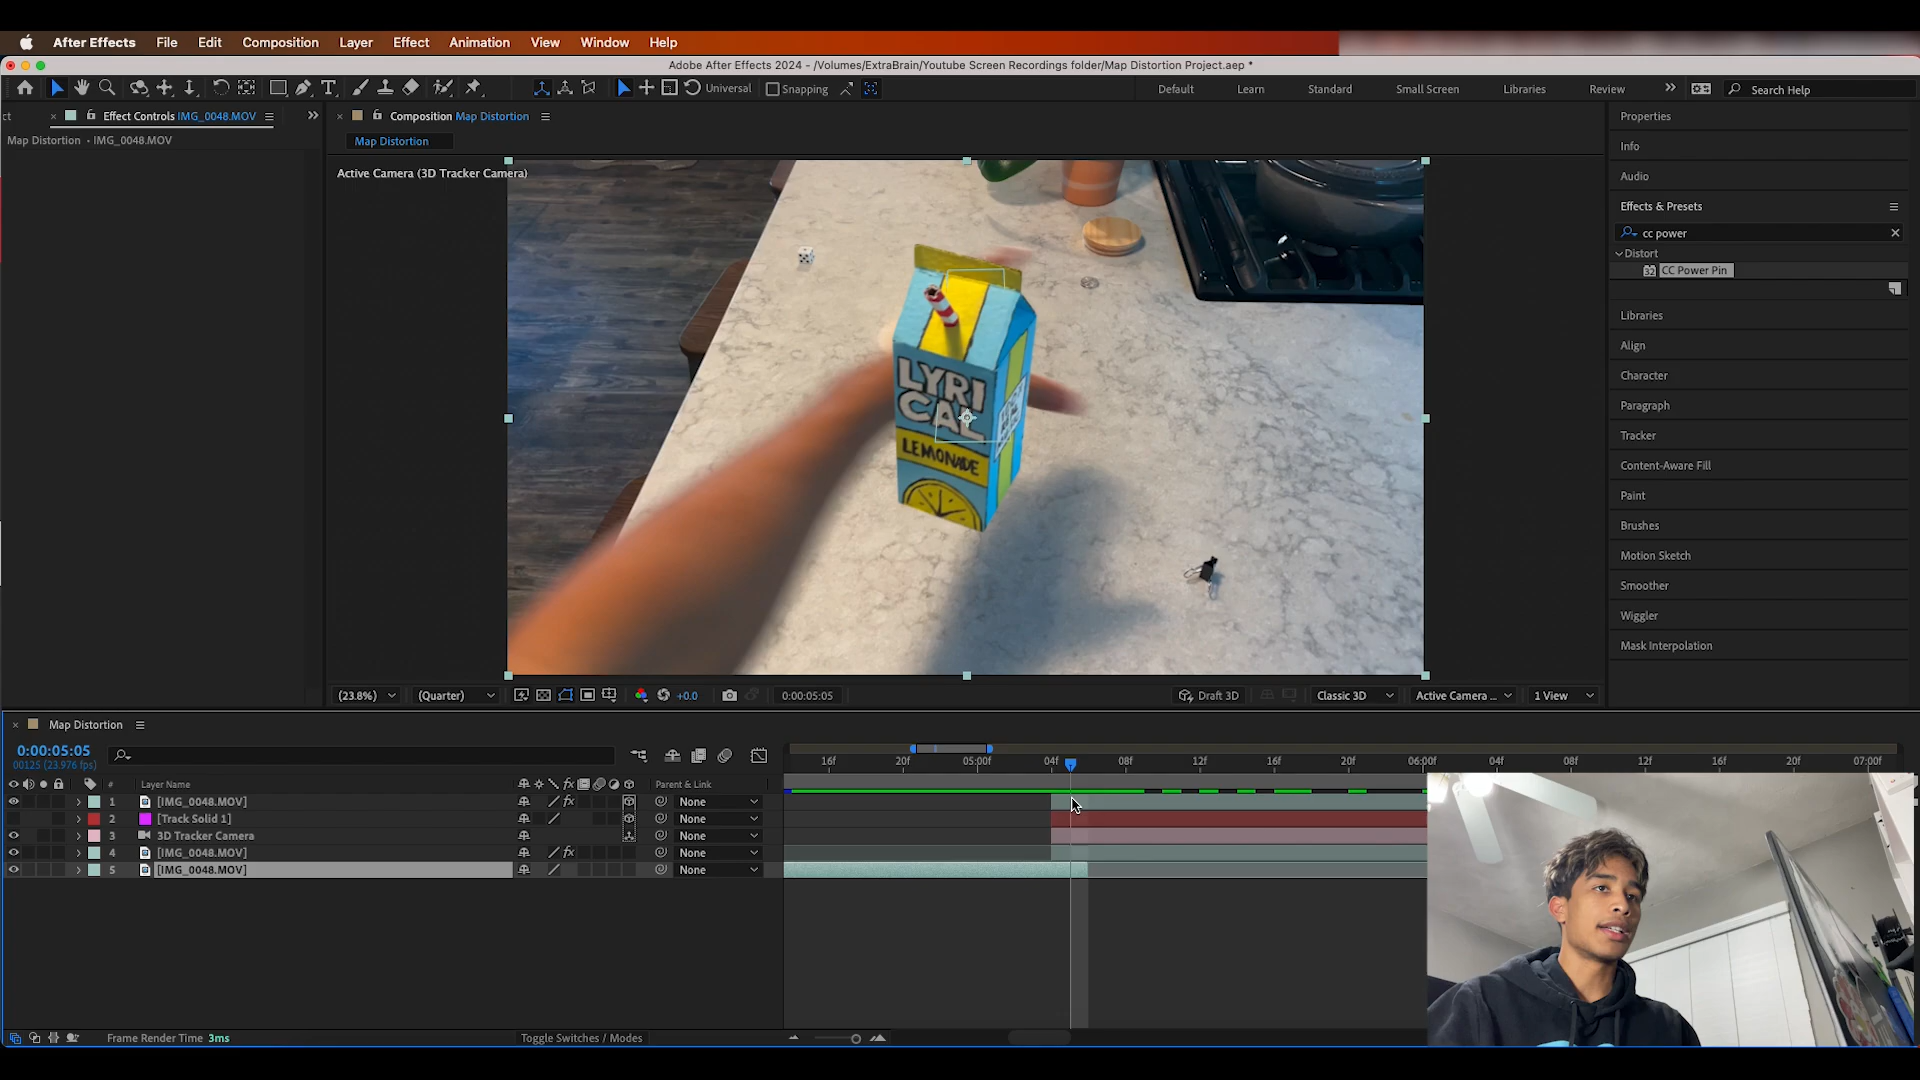 After Effects File Edit Composition Layer Effect Animation View Window Help
Adobe After Effects 2024 - /Volumes/ExtraBrain/Youtube Screen Recordings folder/Map Distortion Project.aep *
Universal Snapping Default Learn Standard Small Screen Libraries Review Search Help
ct × Effect Controls IMG_0048.MOV
Map Distortion • IMG_0048.MOV
× Composition Map Distortion
Map Distortion
Active Camera (3D Tracker Camera)
LYRI
CAL
LEMONADE
Properties
Info
Audio
Effects & Presets
cc power
Distort
32 CC Power Pin
Libraries
Align
Character
Paragraph
Tracker
Content-Aware Fill
Paint
Brushes
Motion Sketch
Smoother
Wiggler
Mask Interpolation
(23.8%) (Quarter) +0.0 0:00:05:05 Draft 3D Classic 3D Active Camera ... 1 View
× Map Distortion
0:00:05:05
00125 (23.976 fps)
16f 20f 05:00f 04f 08f 12f 16f 20f 06:00f 04f 08f 12f 16f 20f 07:00f
# Layer Name fx Parent & Link
1 [IMG_0048.MOV] fx None
2 [Track Solid 1] None
3 3D Tracker Camera None
4 [IMG_0048.MOV] fx None
5 [IMG_0048.MOV] None
Frame Render Time 3ms Toggle Switches / Modes